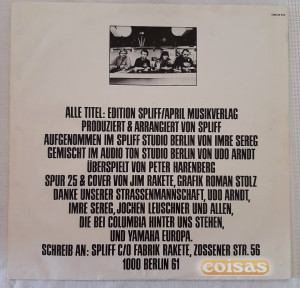 ALLE TITEL: EDITION SPLIFF/APRIL MUSIKVERLAG
PRODUZIERT & ARRANGIERT VON SPLIFF
AUFGENOMMEN IM SPLIFF STUDIO BERLIN VON IMRE SEREG
GEMISCHT IM AUDIO TON STUDIO BERLIN VON UDO ARNDT
ÜBERSPIELT VON PETER HARENBERG
SPUR 25 & COVER VON JIM RAKETE, GRAFIK ROMAN STOLZ
DANKE UNSERER STRASSENMANNSCHAFT, UDO ARNDT,
IMRE SEREG, JOCHEN LEUSCHNER UND ALLEN,
DIE BEI COLUMBIA HINTER UNS STEHEN,
UND YAMAHA EUROPA.
SCHREIB AN: SPLIFF C/O FABRIK RAKETE, ZOSSENER STR. 56
1000 BERLIN 61
coisas